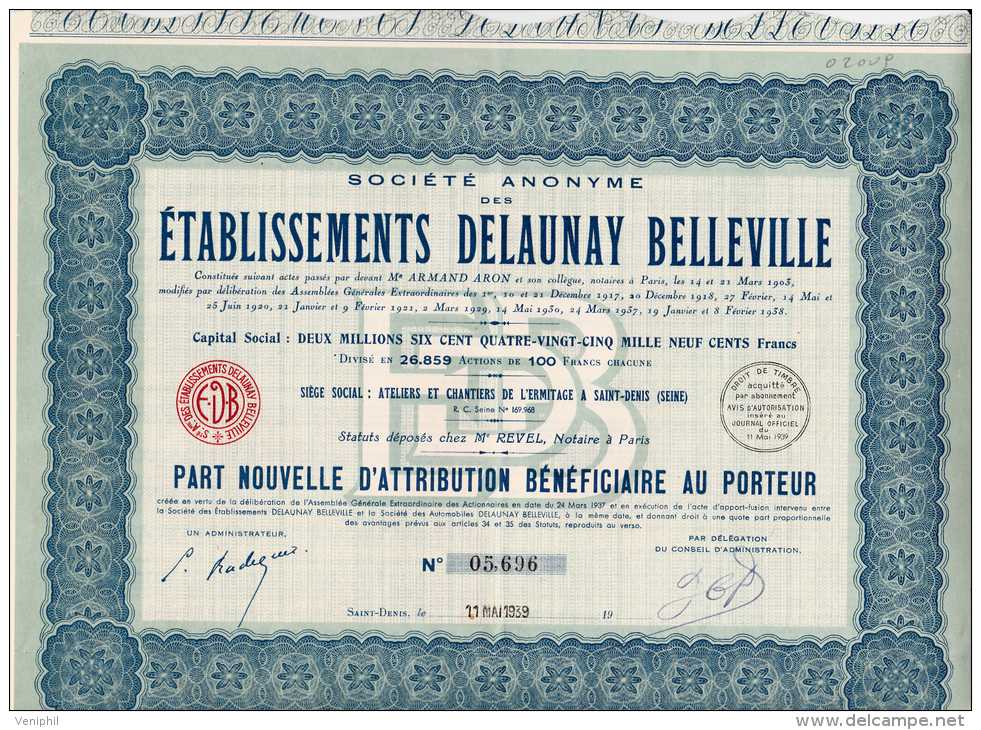 SOCIÉTÉ ANONYME
DES
ÉTABLISSEMENTS DELAUNAY BELLEVILLE
Constituée suivant actes passés par devant Me ARMAND ARON et son collègue, notaires à Paris, les 14 et 21 Mars 1903,
modifiés par délibération des Assemblées Générales Extraordinaires des 1er, 10 et 21 Décembre 1917, 20 Décembre 1918, 27 Février, 14 Mai et
25 Juin 1920, 21 Janvier et 9 Février 1921, 2 Mars 1929, 14 Mai 1930, 24 Mars 1937, 19 Janvier et 8 Février 1938.
Capital Social : DEUX MILLIONS SIX CENT QUATRE-VINGT-CINQ MILLE NEUF CENTS Francs
DIVISÉ EN 26.859 ACTIONS DE 100 FRANCS CHACUNE
SIÈGE SOCIAL : ATELIERS ET CHANTIERS DE L'ERMITAGE A SAINT-DENIS (SEINE)
R. C. Seine No 169.968
Statuts déposés chez Me REVEL, Notaire à Paris
Sté Ame DES ÉTABLISSEMENTS DELAUNAY BELLEVILLE
E.D.B
DROIT DE TIMBRE
acquitté
par abonnement
AVIS D'AUTORISATION
inséré au
JOURNAL OFFICIEL
du
11 Mai 1939
PART NOUVELLE D'ATTRIBUTION BÉNÉFICIAIRE AU PORTEUR
créée en vertu de la délibération de l'Assemblée Générale Extraordinaire des Actionnaires en date du 24 Mars 1937 et en exécution de l'acte d'apport-fusion intervenu entre
la Société des Établissements DELAUNAY BELLEVILLE et la Société des Automobiles DELAUNAY BELLEVILLE, à la même date, et donnant droit à une quote part proportionnelle
des avantages prévus aux articles 34 et 35 des Statuts, reproduits au verso.
UN ADMINISTRATEUR,
PAR DÉLÉGATION
DU CONSEIL D'ADMINISTRATION.
No 05,696
SAINT-DENIS, le 11 MAI 1939 19
Veniphil
delcampe.net